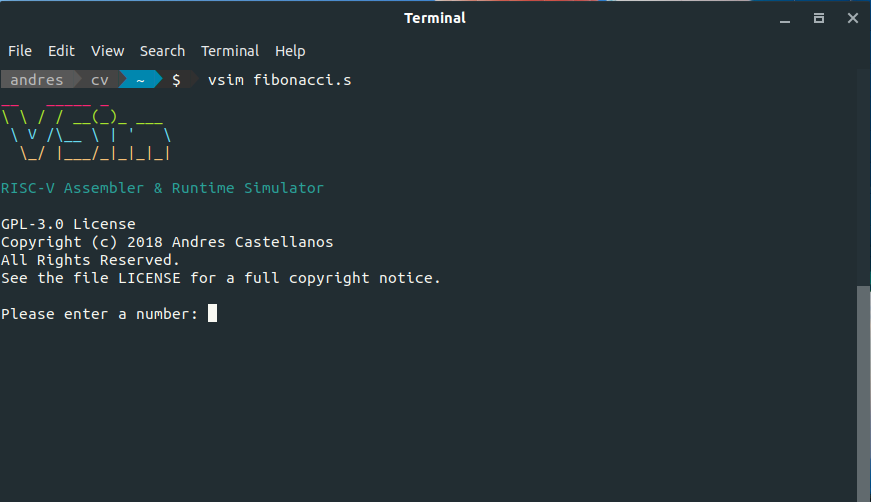 Terminal
File Edit View Search Terminal Help
andres cv ~ $ vsim fibonacci.s
__   _____ _
\ \ / / __(_)_ ___
 \ V /\__ \ | '   \
  \_/ |___/_|_|_|_|
RISC-V Assembler & Runtime Simulator
GPL-3.0 License
Copyright (c) 2018 Andres Castellanos
All Rights Reserved.
See the file LICENSE for a full copyright notice.
Please enter a number: